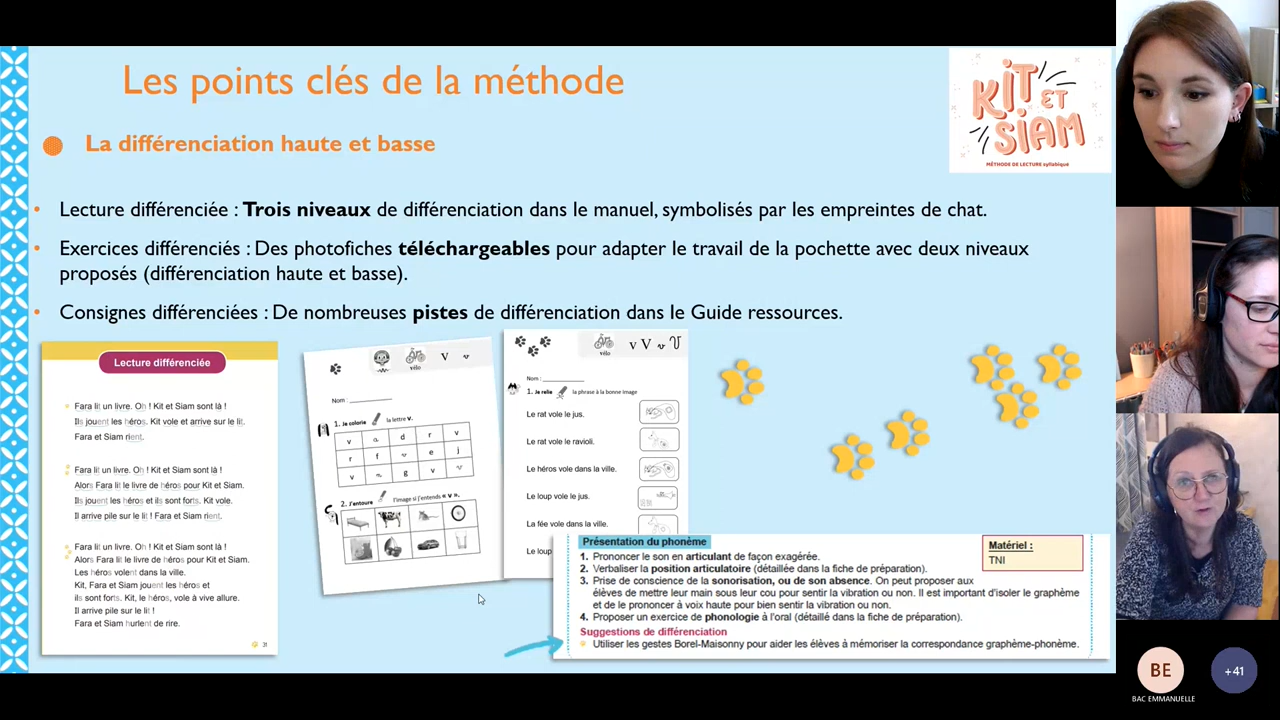 Les points clés de la méthode
KiT ET SiAM
MÉTHODE DE LECTURE syllabique
La différenciation haute et basse
• Lecture différenciée : Trois niveaux de différenciation dans le manuel, symbolisés par les empreintes de chat.
• Exercices différenciés : Des photofiches téléchargeables pour adapter le travail de la pochette avec deux niveaux
proposés (différenciation haute et basse).
• Consignes différenciées : De nombreuses pistes de différenciation dans le Guide ressources.
Lecture différenciée
Fara lit un livre. Oh ! Kit et Siam sont là !
Ils jouent les héros. Kit vole et arrive sur le lit.
Fara et Siam rient.
Fara lit un livre. Oh ! Kit et Siam sont là !
Alors Fara lit le livre de héros pour Kit et Siam.
Ils jouent les héros et ils sont forts. Kit vole.
Il arrive pile sur le lit ! Fara et Siam rient.
Fara lit un livre. Oh ! Kit et Siam sont là !
Alors Fara lit le livre de héros pour Kit et Siam.
Les héros volent dans la ville.
Kit, Fara et Siam jouent les héros et
ils sont forts. Kit, le héros, vole à vive allure.
Il arrive pile sur le lit !
Fara et Siam hurlent de rire.
31
vélo V v
Nom :
1. Je colorie la lettre v.
v a d r v
r f v e j
v n g v v
2. J'entoure l'image si j'entends « v ».
vélo v V v V
Nom :
1. Je relie la phrase à la bonne image
Le rat vole le jus.
Le rat vole le ravioli.
Le héros vole dans la ville.
Le loup vole le jus.
La fée vole dans la ville.
Le loup
Présentation du phonème
1. Prononcer le son en articulant de façon exagérée.
2. Verbaliser la position articulatoire (détaillée dans la fiche de préparation).
3. Prise de conscience de la sonorisation, ou de son absence. On peut proposer aux
élèves de mettre leur main sous leur cou pour sentir la vibration ou non. Il est important d'isoler le graphème
et de le prononcer à voix haute pour bien sentir la vibration ou non.
4. Proposer un exercice de phonologie à l'oral (détaillé dans la fiche de préparation).
Suggestions de différenciation
Utiliser les gestes Borel-Maisonny pour aider les élèves à mémoriser la correspondance graphème-phonème.
Matériel :
TNI
BE
BAC EMMANUELLE
+41